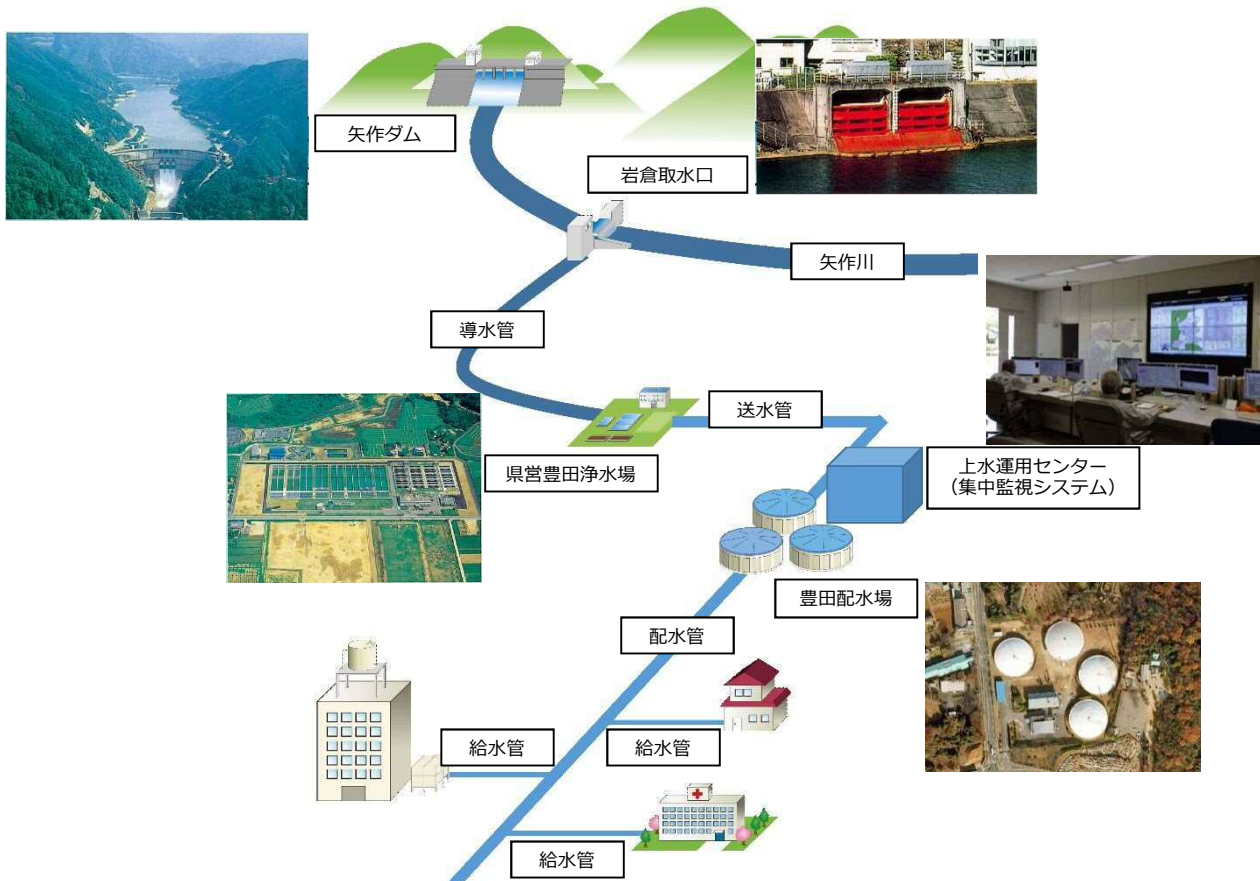 矢作ダム
岩倉取水口
矢作川
導水管
送水管
県営豊田浄水場
上水運用センター
(集中監視システム)
豊田配水場
配水管
給水管
給水管
給水管